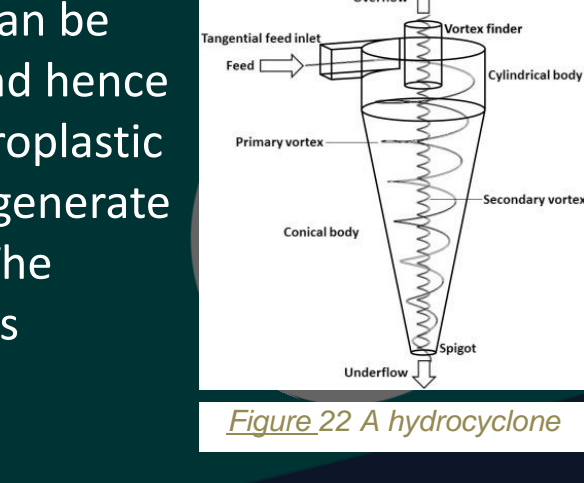 an be
d hence
roplastic
generate
he
s
Overflow
Vortex finder
Tangential feed inlet
Feed
Cylindrical body
Primary vortex
Secondary vortex
Conical body
Spigot
Underflow
Figure 22 A hydrocyclone